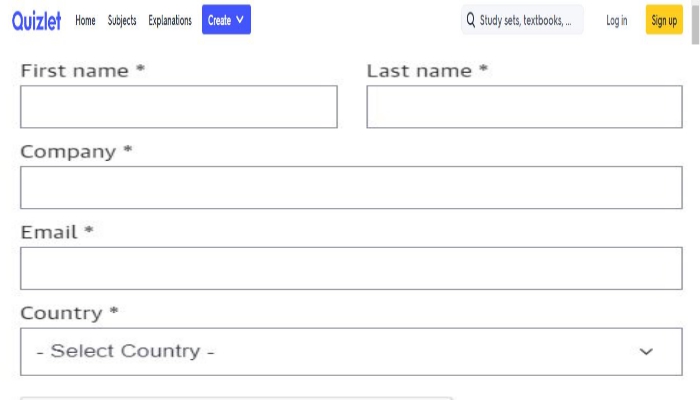 Quizlet Home Subjects Explanations Create Study sets, textbooks, ... Log in Sign up
First name * Last name *
Company *
Email *
Country *
- Select Country -